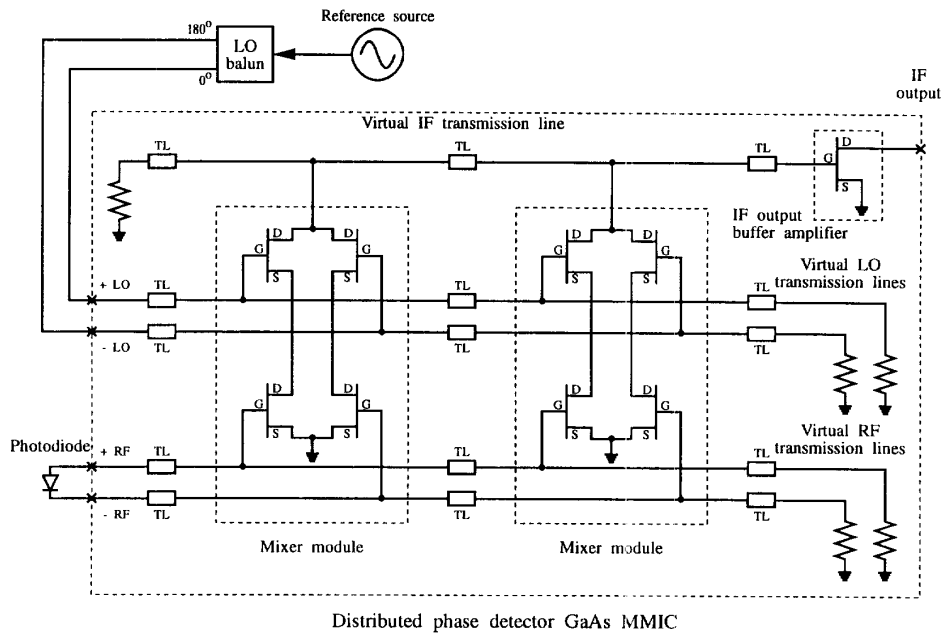 Reference source
180°
LO
balun
0°
IF
output
Virtual IF transmission line
TL
TL
TL
D
G
S
IF output
buffer amplifier
D
D
G
G
S
S
D
D
G
G
S
S
Virtual LO
transmission lines
+ LO
TL
TL
TL
- LO
TL
TL
TL
D
D
G
G
S
S
D
D
G
G
S
S
Photodiode
+ RF
TL
TL
TL
Virtual RF
transmission lines
- RF
TL
TL
TL
Mixer module
Mixer module
Distributed phase detector GaAs MMIC